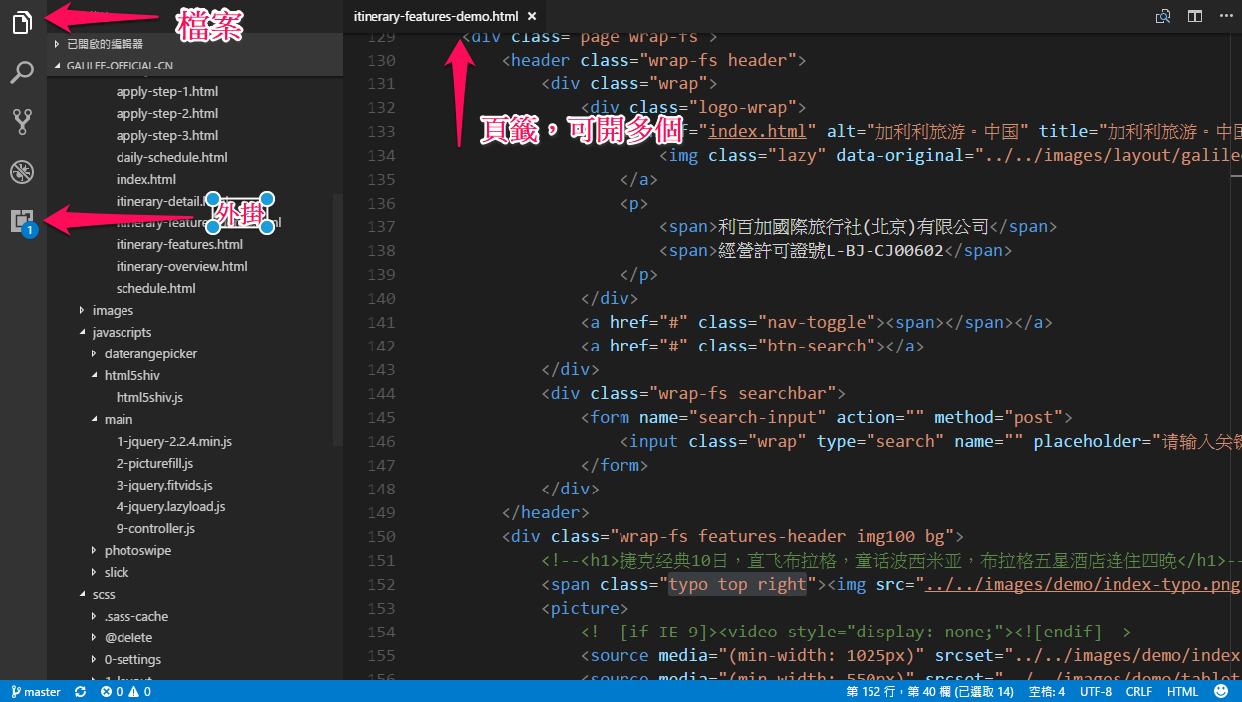 檔案
itinerary-features-demo.html
已開啟的編輯器
GALILEE-OFFICIAL-CN
apply-step-1.html
apply-step-2.html
apply-step-3.html
daily-schedule.html
index.html
itinerary-detail.
外掛
itinerary-features.html
itinerary-overview.html
schedule.html
images
javascripts
daterangepicker
html5shiv
html5shiv.js
main
1-jquery-2.2.4.min.js
2-picturefill.js
3-jquery.fitvids.js
4-jquery.lazyload.js
9-controller.js
photoswipe
slick
scss
.sass-cache
@delete
0-settings
1
頁籤，可開多個
129 <div class="page wrap-fs">
130 <header class="wrap-fs header">
131 <div class="wrap">
132 <div class="logo-wrap">
133 f="index.html" alt="加利利旅游。中国" title="加利利旅游。中国
134 <img class="lazy" data-original="../../images/layout/galilee
135 </a>
136 <p>
137 <span>利百加國際旅行社(北京)有限公司</span>
138 <span>經營許可證號L-BJ-CJ00602</span>
139 </p>
140 </div>
141 <a href="#" class="nav-toggle"><span></span></a>
142 <a href="#" class="btn-search"></a>
143 </div>
144 <div class="wrap-fs searchbar">
145 <form name="search-input" action="" method="post">
146 <input class="wrap" type="search" name="" placeholder="请输入关键
147 </form>
148 </div>
149 </header>
150 <div class="wrap-fs features-header img100 bg">
151 <!--<h1>捷克经典10日，直飞布拉格，童话波西米亚，布拉格五星酒店连住四晚</h1>--
152 <span class="typo top right"><img src="../../images/demo/index-typo.png
153 <picture>
154 <!--[if IE 9]><video style="display: none;"><![endif]-->
155 <source media="(min-width: 1025px)" srcset="../../images/demo/index
156 <source media="(min-width: 550px)" srcset="../../images/demo/tablet
master 0 0
第 152 行，第 40 欄 (已選取 14) 空格: 4 UTF-8 CRLF HTML